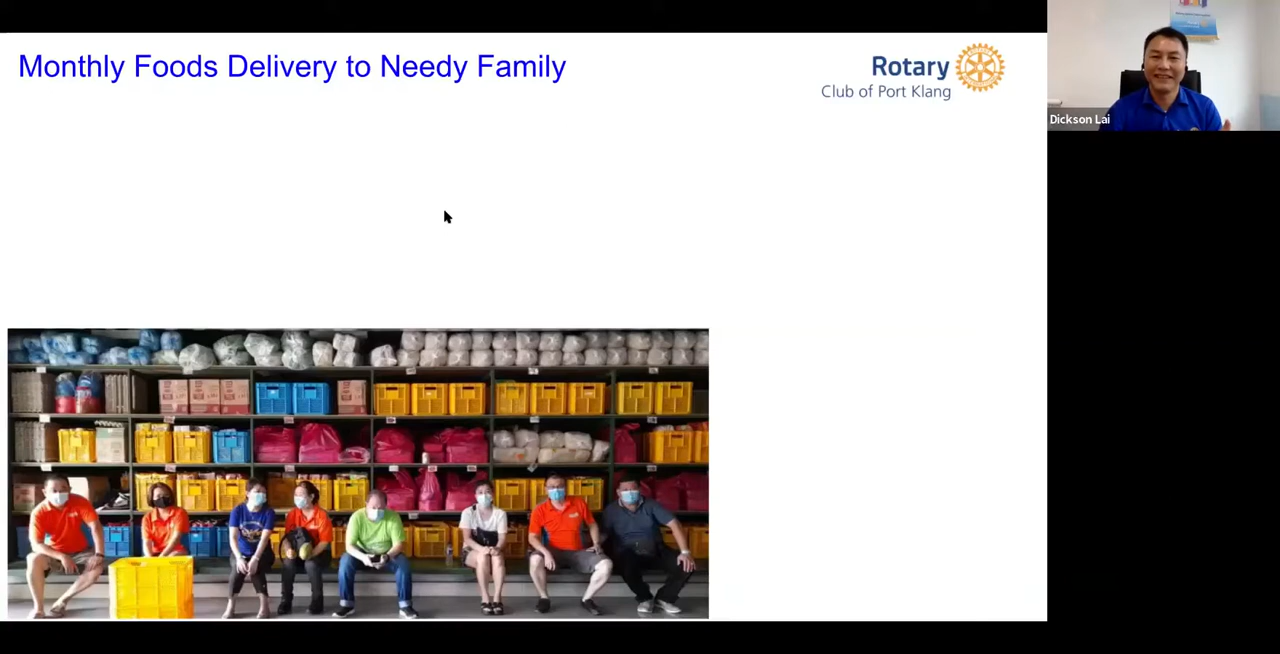 Monthly Foods Delivery to Needy Family
Rotary
Club of Port Klang
Dickson Lai